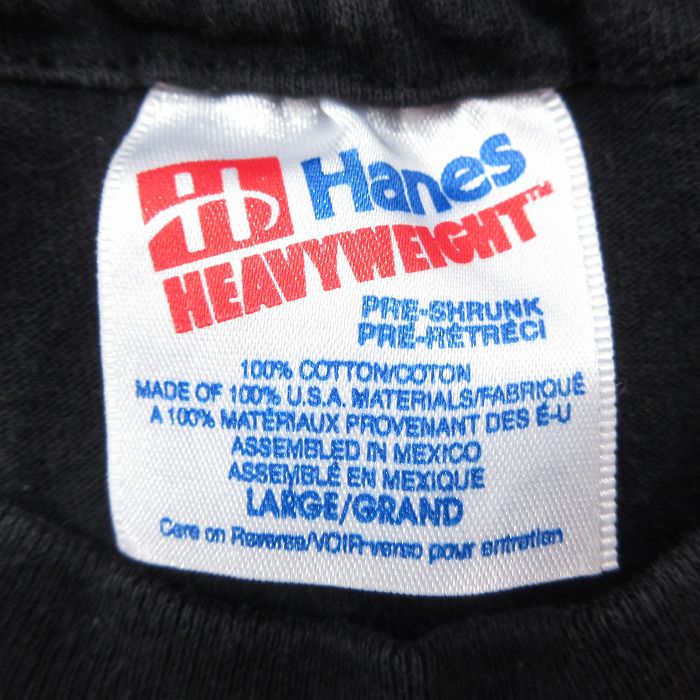 Hanes
HEAVYWEIGHT™
PRE-SHRUNK
PRÉ-RÉTRÉCI
100% COTTON/COTON
MADE OF 100% U.S.A. MATERIALS/FABRIQUÉ
A 100% MATÉRIAUX PROVENANT DES É-U
ASSEMBLED IN MEXICO
ASSEMBLÉ EN MEXIQUE
LARGE/GRAND
Care on Reverse/VOIR verso pour entretien